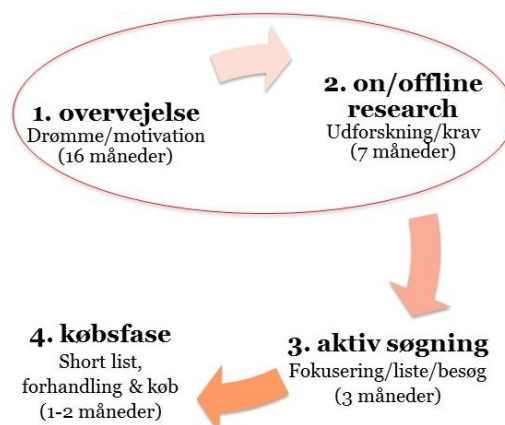 1. overvejelse
Drømme/motivation
(16 måneder)
2. on/offline
research
Udforskning/krav
(7 måneder)
3. aktiv søgning
Fokusering/liste/besøg
(3 måneder)
4. købsfase
Short list,
forhandling & køb
(1-2 måneder)